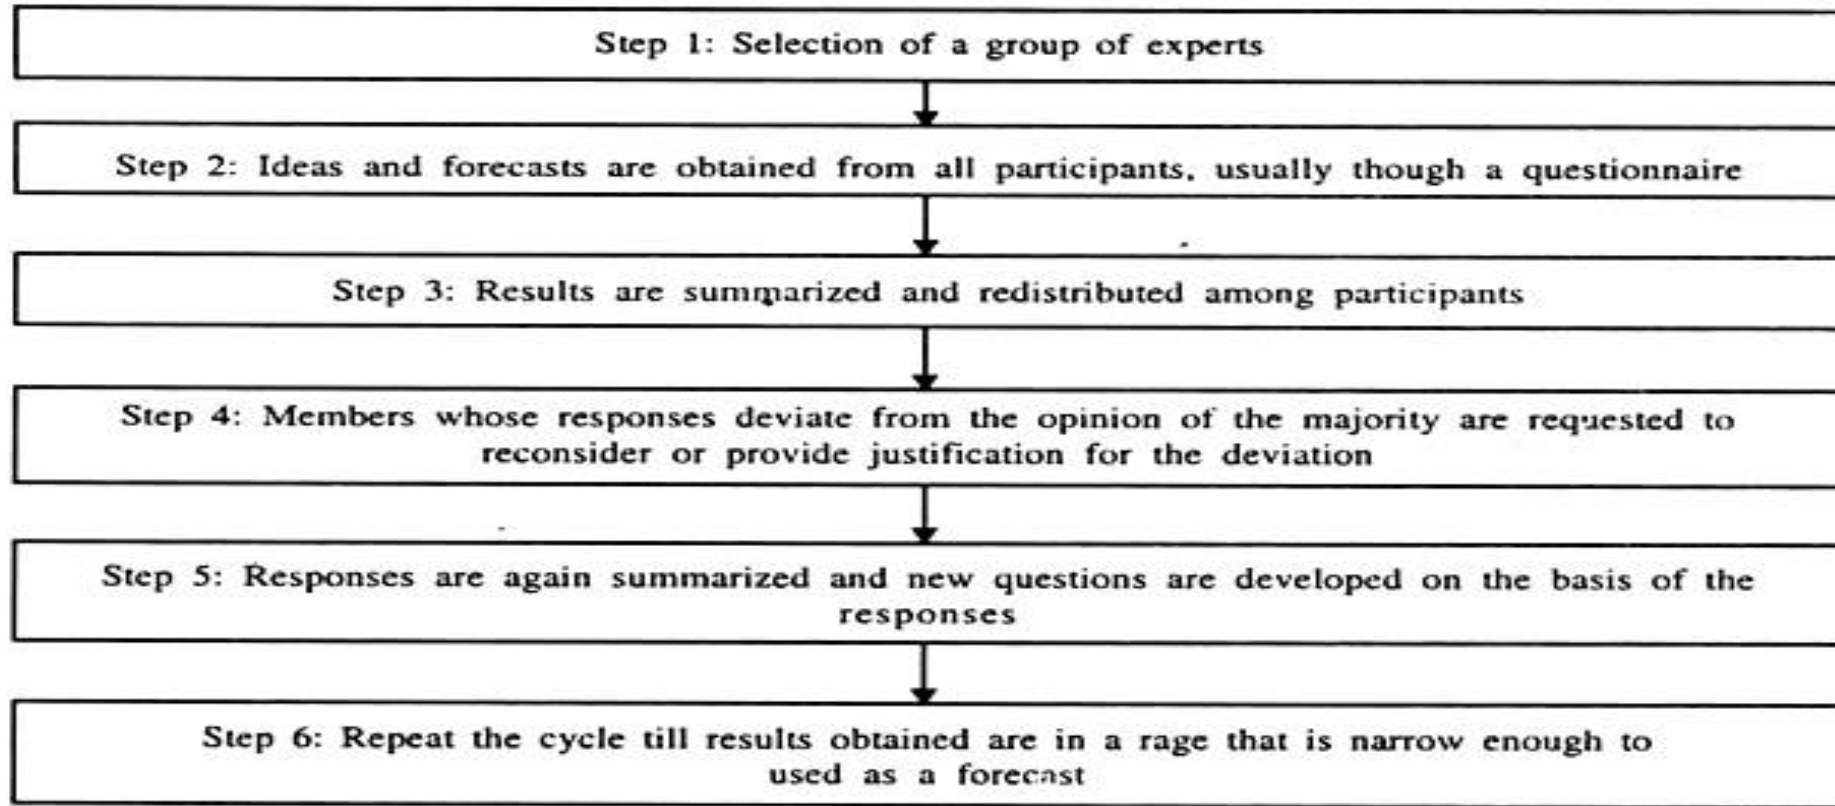 Step 1: Selection of a group of experts
Step 2: Ideas and forecasts are obtained from all participants, usually though a questionnaire
Step 3: Results are summarized and redistributed among participants
Step 4: Members whose responses deviate from the opinion of the majority are requested to
reconsider or provide justification for the deviation
Step 5: Responses are again summarized and new questions are developed on the basis of the
responses
Step 6: Repeat the cycle till results obtained are in a rage that is narrow enough to
used as a forecast